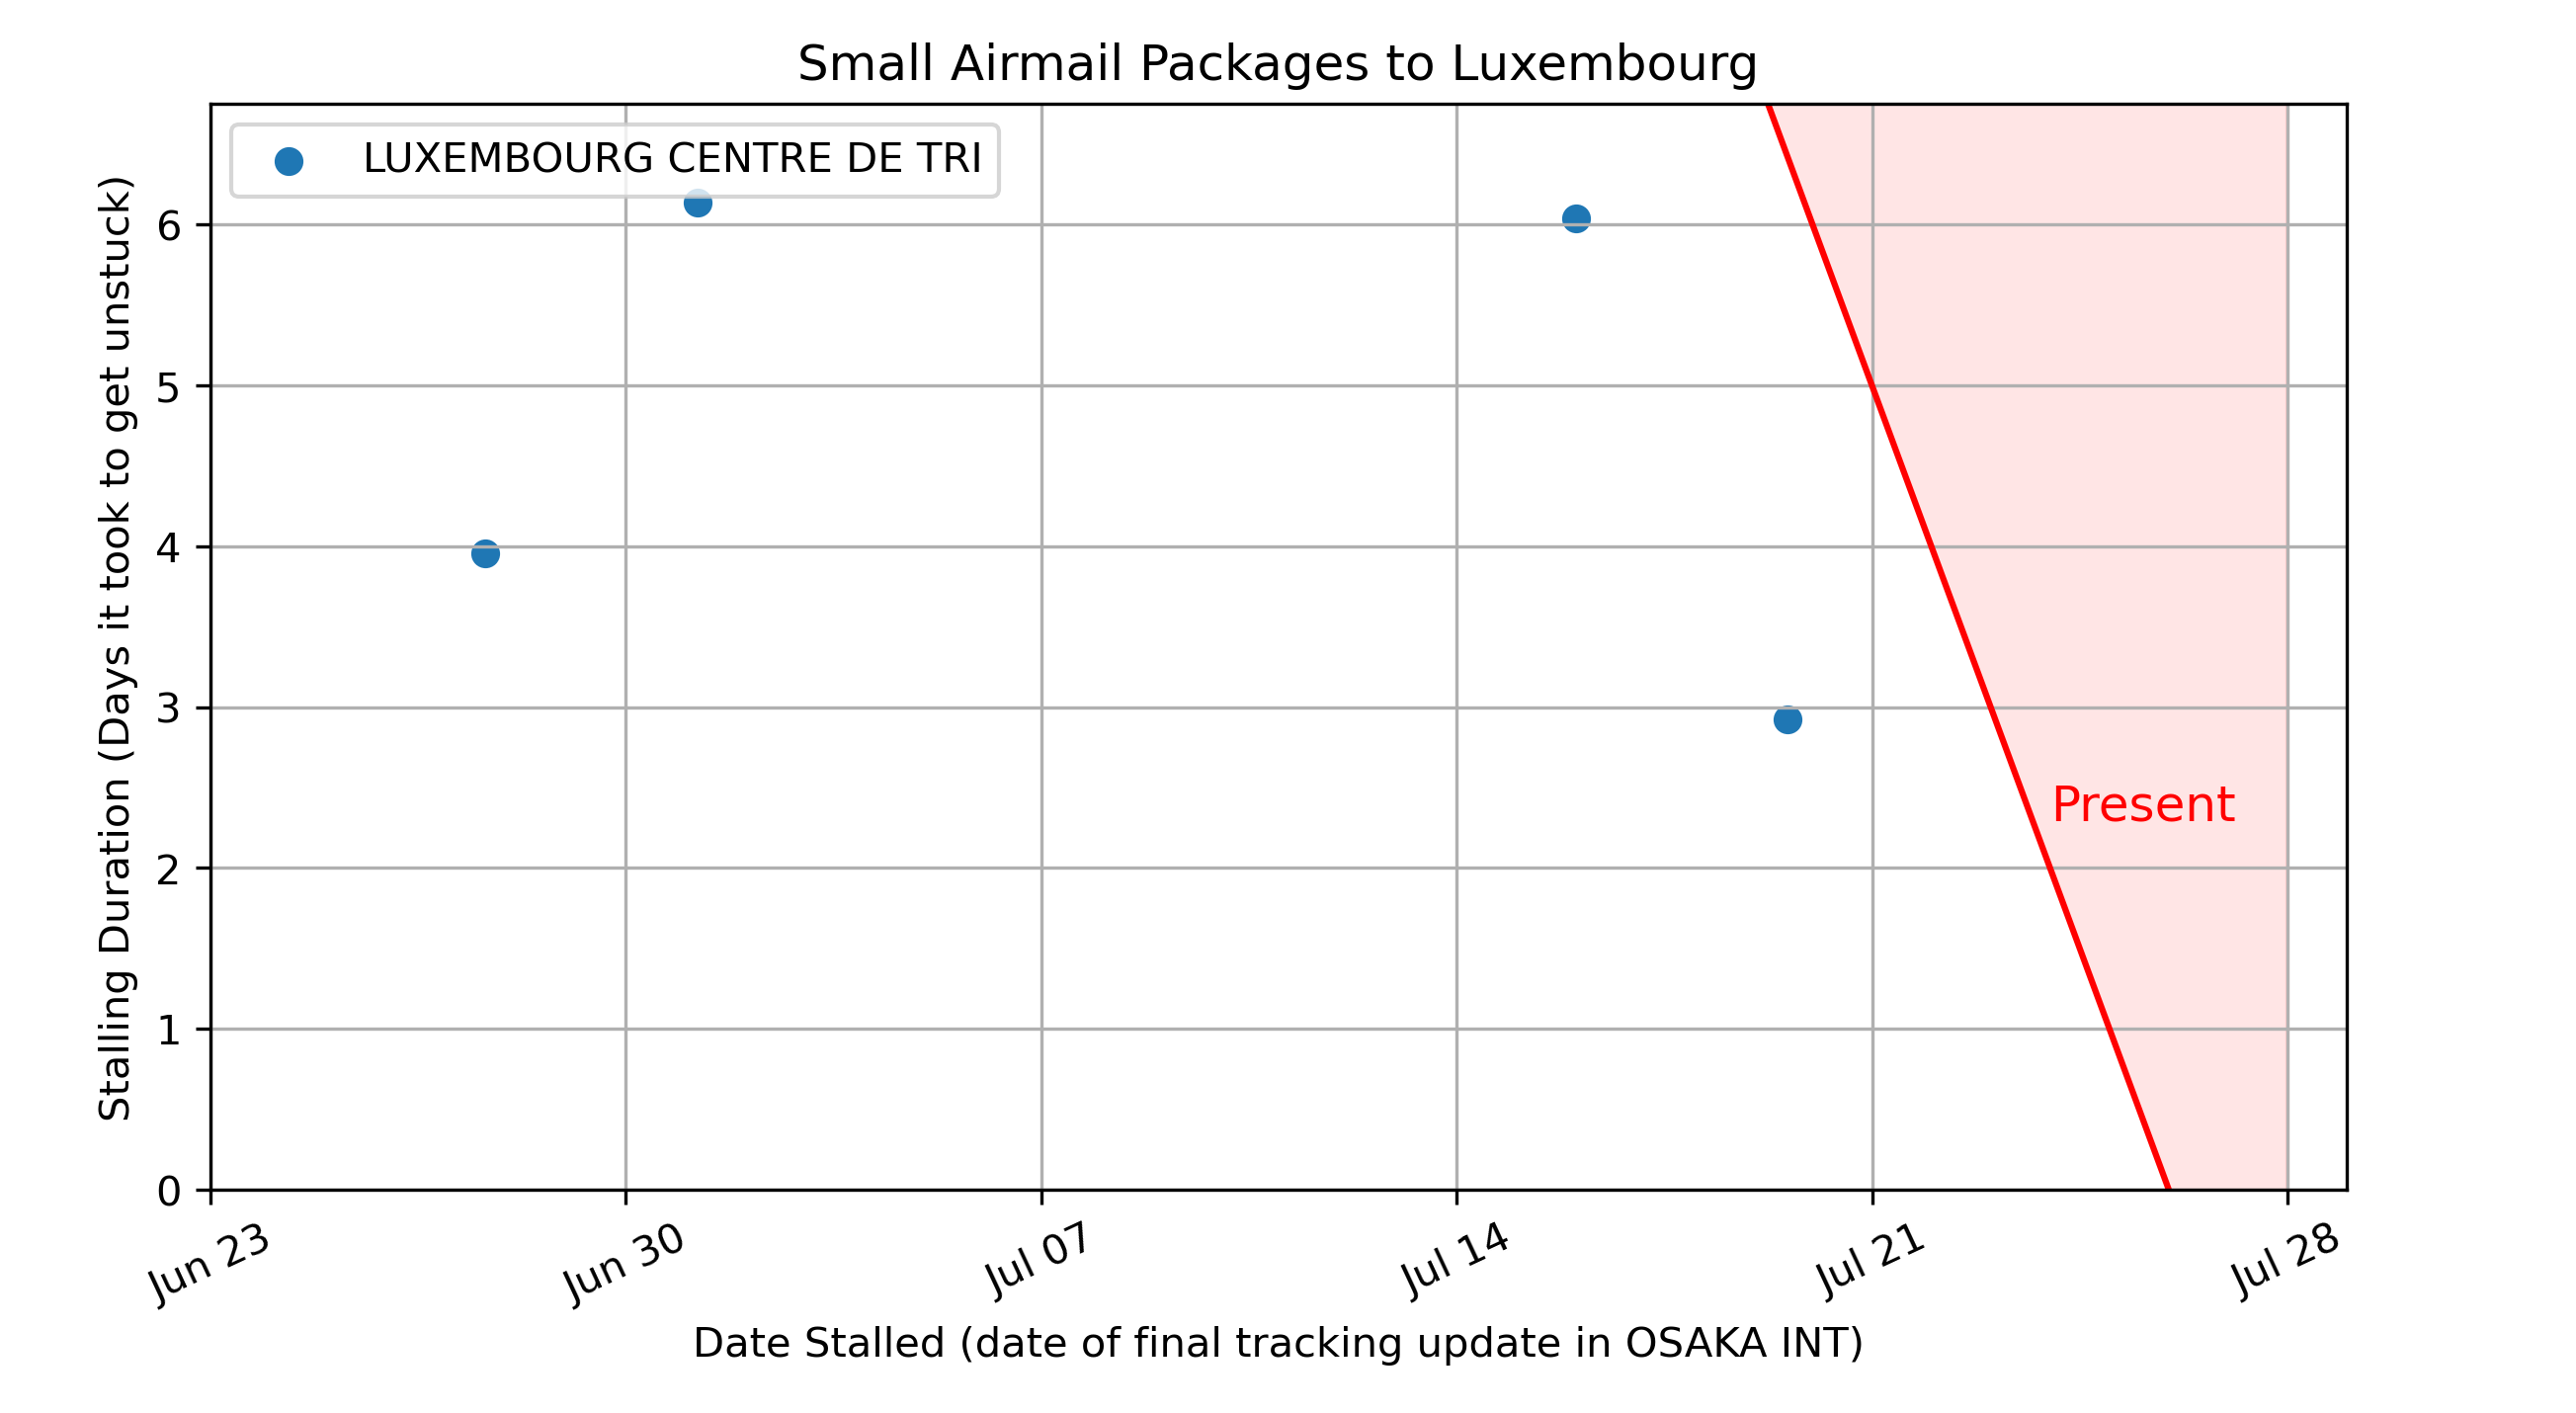 Small Airmail Packages to Luxembourg
LUXEMBOURG CENTRE DE TRI
Stalling Duration (Days it took to get unstuck)
6
5
4
3
2
1
0
Present
Jun 23
Jun 30
Jul 07
Jul 14
Jul 21
Jul 28
Date Stalled (date of final tracking update in OSAKA INT)